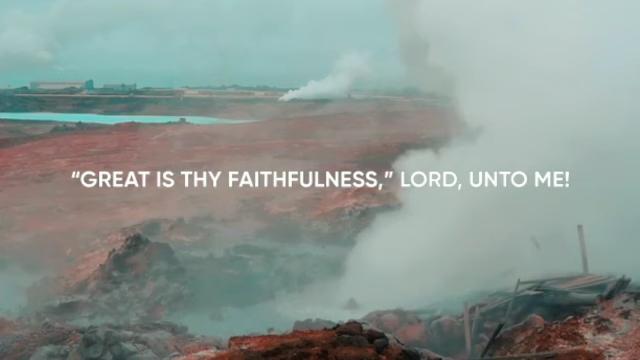 “GREAT IS THY FAITHFULNESS,” LORD, UNTO ME!